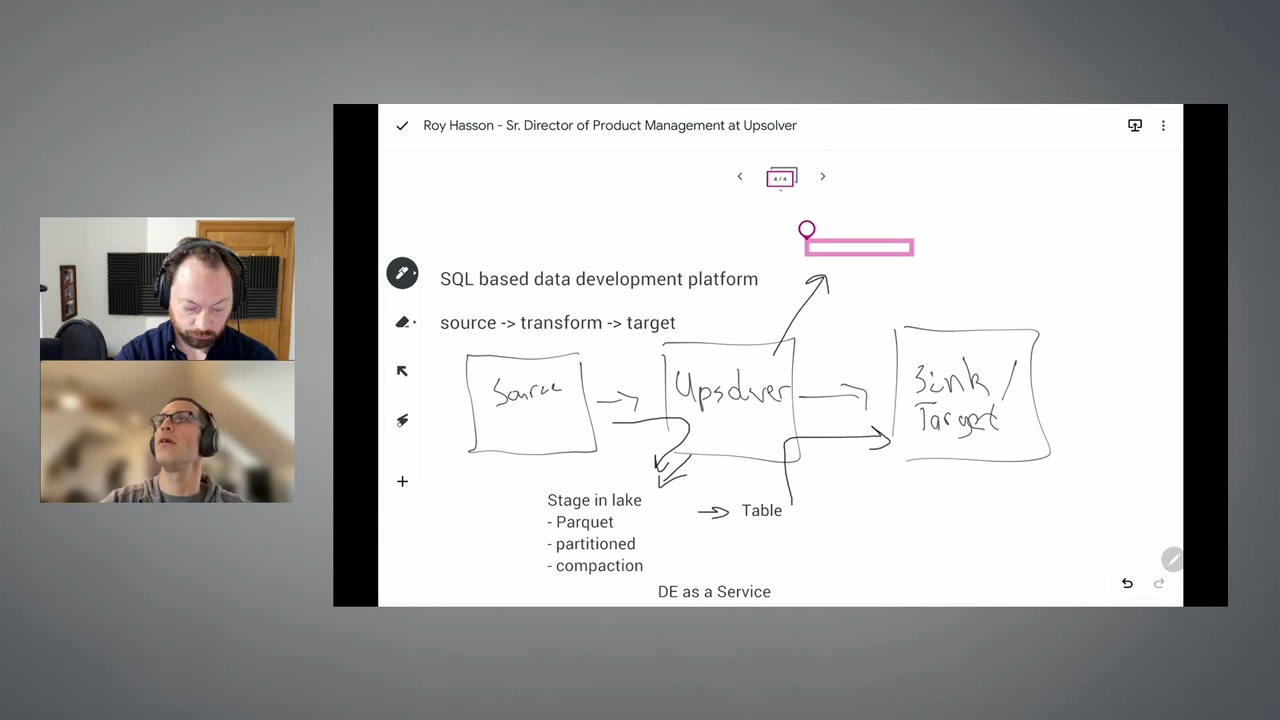 Roy Hasson - Sr. Director of Product Management at Upsolver
4 / 4
SQL based data development platform
source -> transform -> target
Source
Upsolver
Sink /
Target
Stage in lake
- Parquet
- partitioned
- compaction
Table
DE as a Service